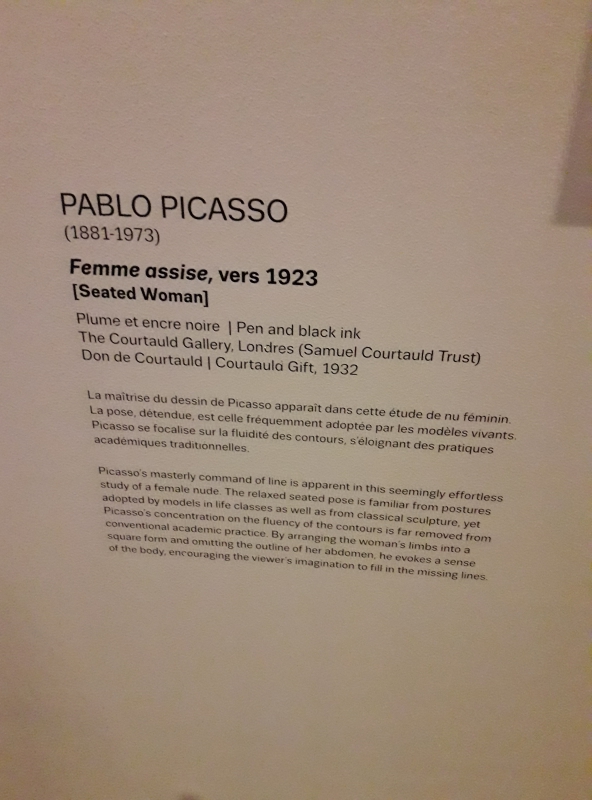 PABLO PICASSO
(1881-1973)
Femme assise, vers 1923
[Seated Woman]
Plume et encre noire | Pen and black ink
The Courtauld Gallery, Londres (Samuel Courtauld Trust)
Don de Courtauld | Courtauld Gift, 1932
La maîtrise du dessin de Picasso apparaît dans cette étude de nu féminin.
La pose, détendue, est celle fréquemment adoptée par les modèles vivants.
Picasso se focalise sur la fluidité des contours, s'éloignant des pratiques
académiques traditionnelles.
Picasso's masterly command of line is apparent in this seemingly effortless
study of a female nude. The relaxed seated pose is familiar from postures
adopted by models in life classes as well as from classical sculpture, yet
Picasso's concentration on the fluency of the contours is far removed from
conventional academic practice. By arranging the woman's limbs into a
square form and omitting the outline of her abdomen, he evokes a sense
of the body, encouraging the viewer's imagination to fill in the missing lines.